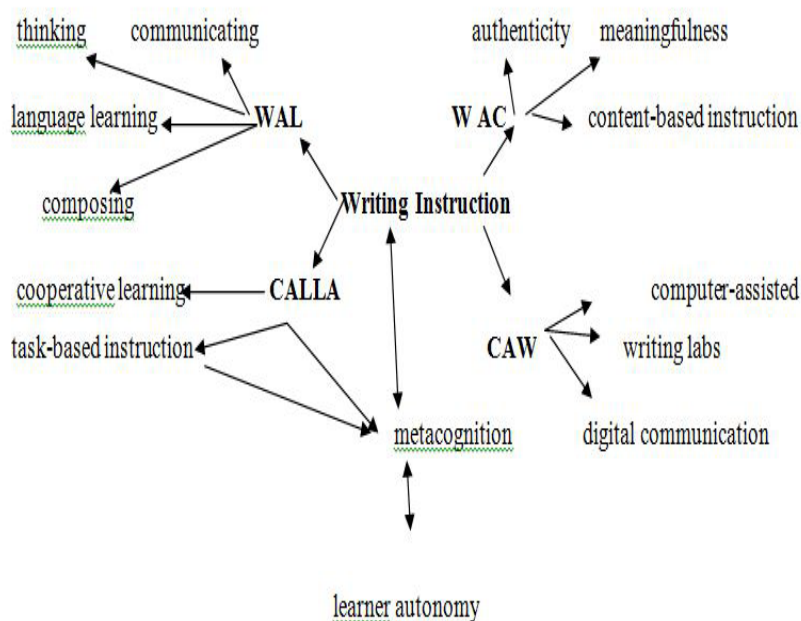 thinking communicating authenticity meaningfulness
language learning WAL W AC content-based instruction
composing Writing Instruction
cooperative learning CALLA computer-assisted
task-based instruction CAW writing labs
metacognition digital communication
learner autonomy